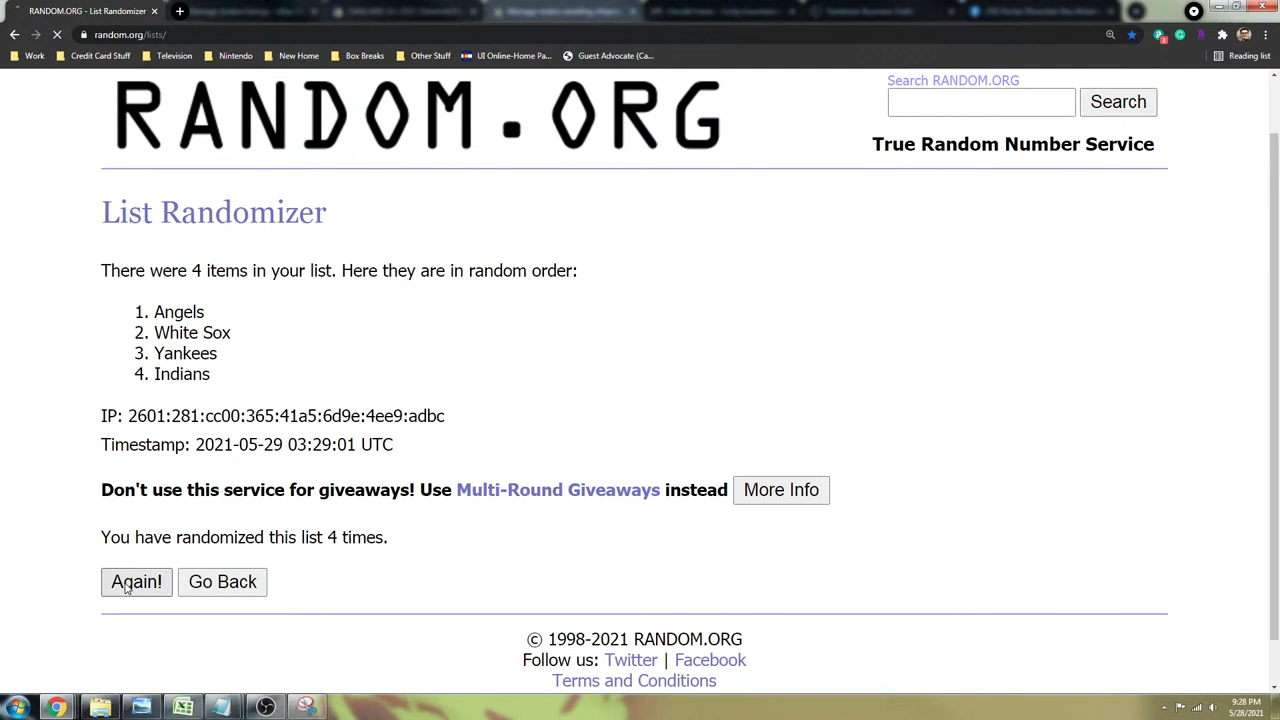 RANDOM.ORG - List Randomizer
random.org/lists/
Work Credit Card Stuff Television Nintendo New Home Box Breaks Other Stuff UI Online-Home Pa... Guest Advocate (Ca... Reading list
RANDOM.ORG
Search RANDOM.ORG
Search
True Random Number Service
List Randomizer
There were 4 items in your list. Here they are in random order:
1. Angels
2. White Sox
3. Yankees
4. Indians
IP: 2601:281:cc00:365:41a5:6d9e:4ee9:adbc
Timestamp: 2021-05-29 03:29:01 UTC
Don't use this service for giveaways! Use Multi-Round Giveaways instead More Info
You have randomized this list 4 times.
Again! Go Back
© 1998-2021 RANDOM.ORG
Follow us: Twitter | Facebook
Terms and Conditions
9:28 PM
5/28/2021